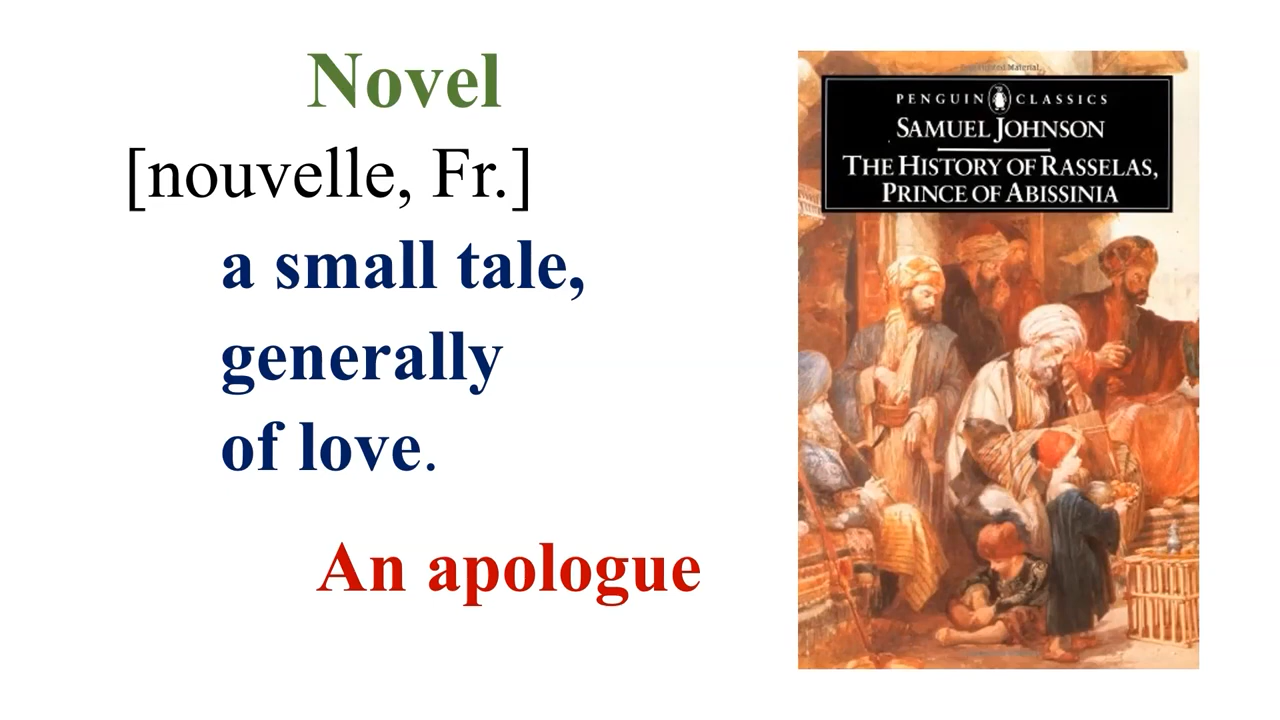 Novel
[nouvelle, Fr.]
a small tale,
generally
of love.
An apologue
PENGUIN CLASSICS
SAMUEL JOHNSON
THE HISTORY OF RASSELAS,
PRINCE OF ABISSINIA